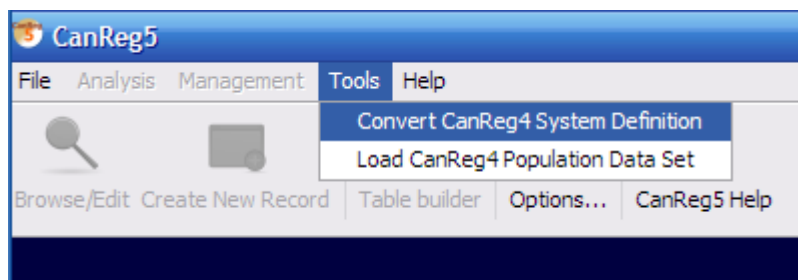 CanReg5
File Analysis Management Tools Help
Convert CanReg4 System Definition
Load CanReg4 Population Data Set
Browse/Edit Create New Record Table builder Options... CanReg5 Help